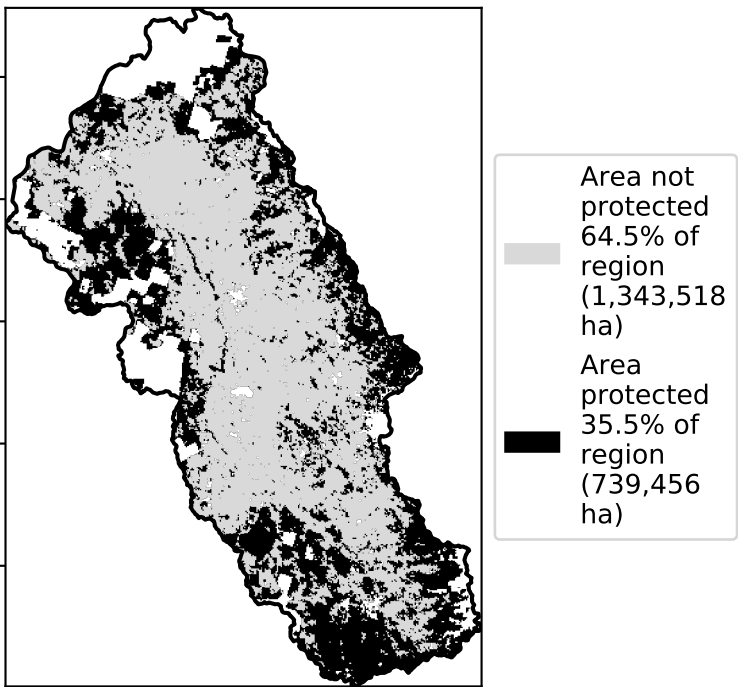 Area not
protected
64.5% of
region
(1,343,518
ha)
Area
protected
35.5% of
region
(739,456
ha)